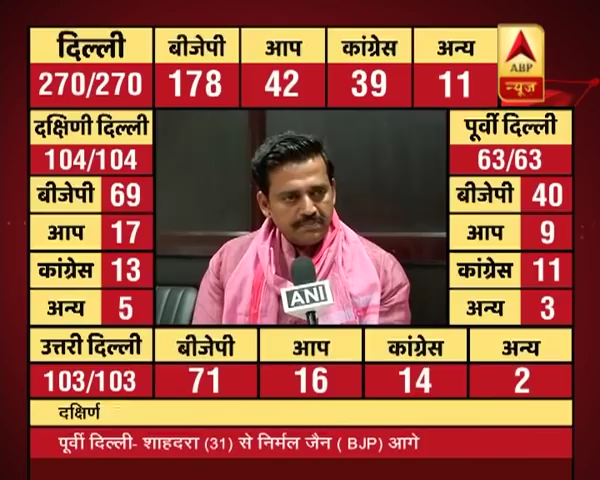 दिल्ली बीजेपी आप कांग्रेस अन्य
270/270 178 42 39 11
ABP
न्यूज़
दक्षिणी दिल्ली
104/104
बीजेपी 69
आप 17
कांग्रेस 13
अन्य 5
ANI
पूर्वी दिल्ली
63/63
बीजेपी 40
आप 9
कांग्रेस 11
अन्य 3
उत्तरी दिल्ली बीजेपी आप कांग्रेस अन्य
103/103 71 16 14 2
दक्षिर्ण
पूर्वी दिल्ली- शाहदरा (31) से निर्मल जैन ( BJP) आगे